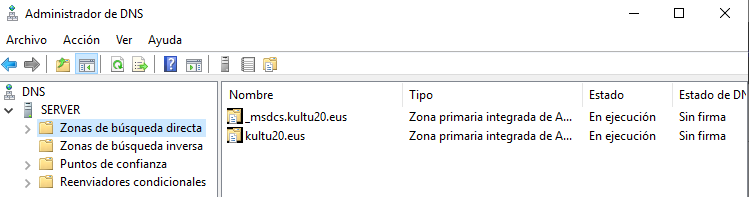 Administrador de DNS
Archivo Acción Ver Ayuda
DNS
SERVER
Zonas de búsqueda directa
Zonas de búsqueda inversa
Puntos de confianza
Reenviadores condicionales
Nombre Tipo Estado Estado de DN
_msdcs.kultu20.eus Zona primaria integrada de A... En ejecución Sin firma
kultu20.eus Zona primaria integrada de A... En ejecución Sin firma